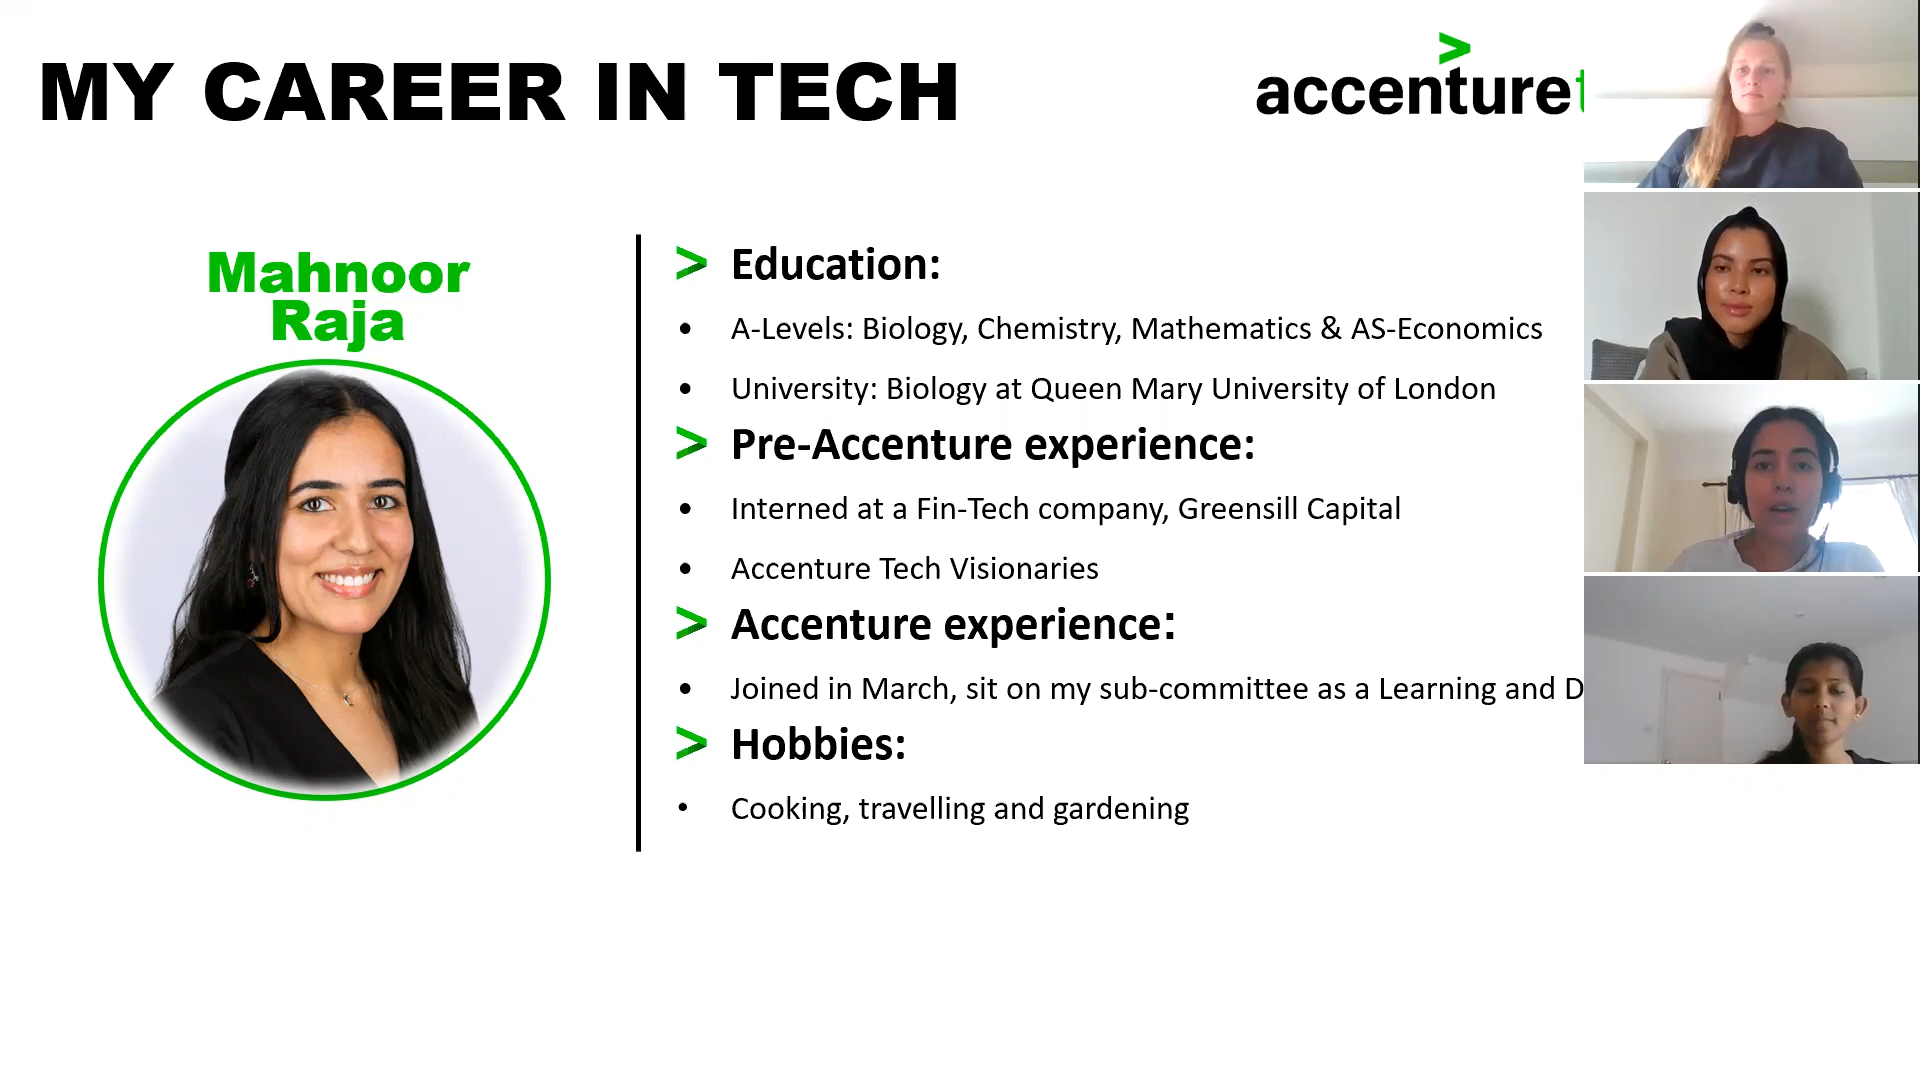 MY CAREER IN TECH
>
accenture
Mahnoor
Raja
> Education:
• A-Levels: Biology, Chemistry, Mathematics & AS-Economics
• University: Biology at Queen Mary University of London
> Pre-Accenture experience:
• Interned at a Fin-Tech company, Greensill Capital
• Accenture Tech Visionaries
> Accenture experience:
• Joined in March, sit on my sub-committee as a Learning and D
> Hobbies:
• Cooking, travelling and gardening